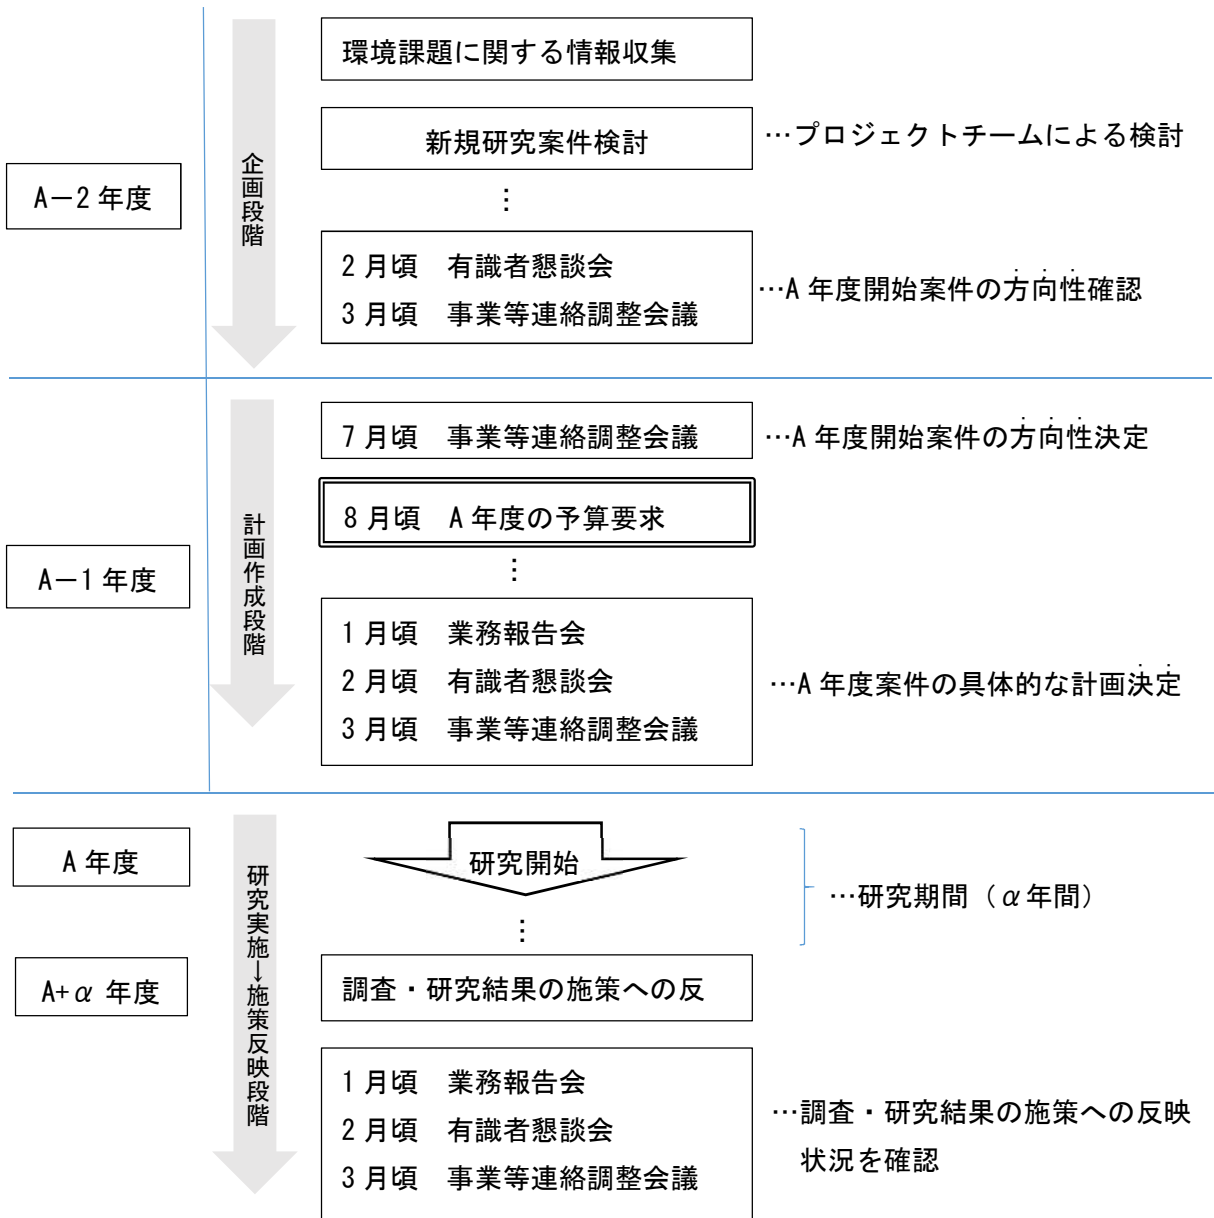 A－2 年度
企画段階
環境課題に関する情報収集
新規研究案件検討
…プロジェクトチームによる検討
⋮
2 月頃　有識者懇談会
3 月頃　事業等連絡調整会議
…A 年度開始案件の方向性確認
A－1 年度
計画作成段階
7 月頃　事業等連絡調整会議
…A 年度開始案件の方向性決定
8 月頃　A 年度の予算要求
⋮
1 月頃　業務報告会
2 月頃　有識者懇談会
3 月頃　事業等連絡調整会議
…A 年度案件の具体的な計画決定
A 年度
研究実施→施策反映段階
研究開始
…研究期間（α年間）
⋮
A+α 年度
調査・研究結果の施策への反
1 月頃　業務報告会
2 月頃　有識者懇談会
3 月頃　事業等連絡調整会議
…調査・研究結果の施策への反映
状況を確認